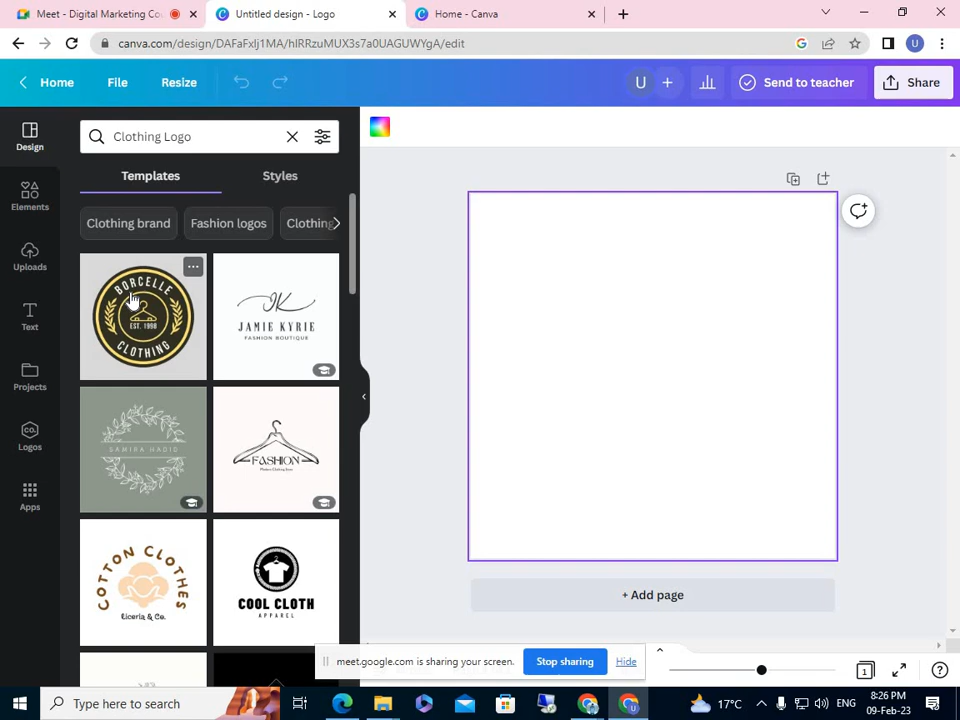 Meet - Digital Marketing Co
Untitled design - Logo
Home - Canva
canva.com/design/DAFaFxlj1MA/hIRRzuMUX3s7a0UAGUWYgA/edit
U
Home
File
Resize
U
Send to teacher
Share
Design
Elements
Uploads
Text
Projects
CO.
Logos
Apps
Clothing Logo
Templates
Styles
Clothing brand
Fashion logos
Clothing
BORCELLE
EST. 1998
CLOTHING
JK
JAMIE KYRIE
FASHION BOUTIQUE
SAMIRA HADID
FASHION
COTTON CLOTHES
liceria & Co.
COOL CLOTH
APPAREL
+ Add page
meet.google.com is sharing your screen.
Stop sharing
Hide
1
Type here to search
17°C
ENG
8:26 PM
09-Feb-23